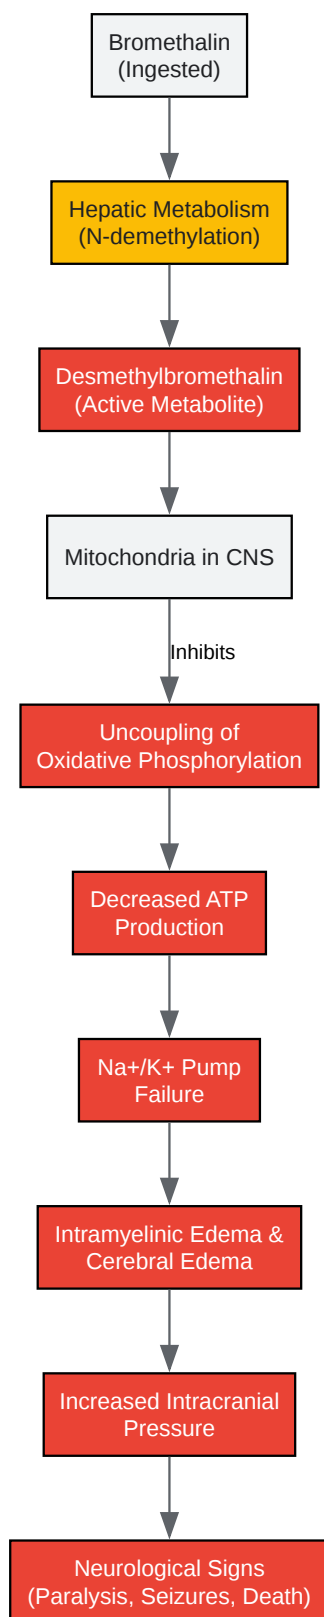 Bromethalin
(Ingested)
Hepatic Metabolism
(N-demethylation)
Desmethylbromethalin
(Active Metabolite)
Mitochondria in CNS
Inhibits
Uncoupling of
Oxidative Phosphorylation
Decreased ATP
Production
Na+/K+ Pump
Failure
Intramyelinic Edema &
Cerebral Edema
Increased Intracranial
Pressure
Neurological Signs
(Paralysis, Seizures, Death)